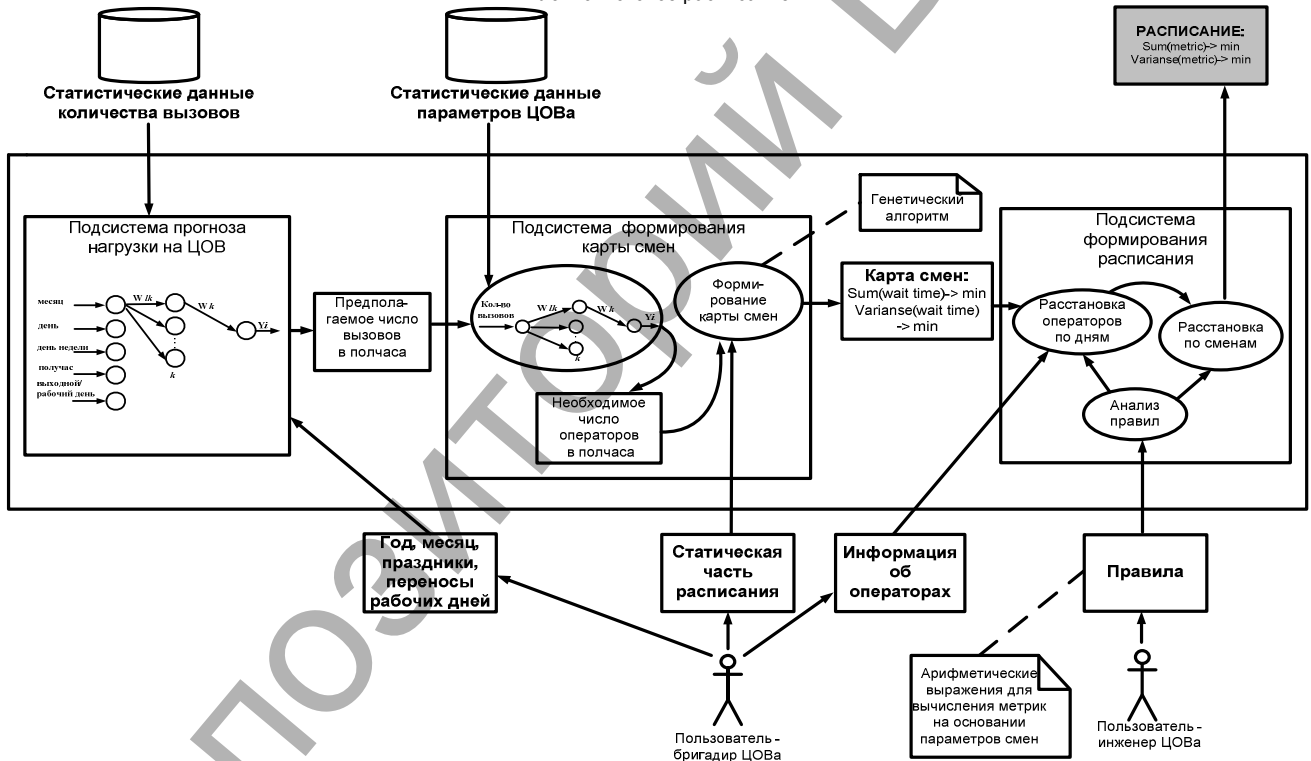 РАСПИСАНИЕ:
Sum(metric)-> min
Varianse(metric)-> min
Статистические данные
количества вызовов
Статистические данные
параметров ЦОВа
Подсистема прогноза
нагрузки на ЦОВ
месяц
день
день недели
получас
выходной/
рабочий день
W lk
W k
Yi
k
Предпола-
гаемое число
вызовов
в полчаса
Подсистема формирования
карты смен
Кол-во
вызовов
W lk
W k
Yi
k
Необходимое
число
операторов
в полчаса
Форми-
рование
карты смен
Генетический
алгоритм
Карта смен:
Sum(wait time)-> min
Varianse(wait time)
-> min
Подсистема
формирования
расписания
Расстановка
операторов
по дням
Расстановка
по сменам
Анализ
правил
Год, месяц,
праздники,
переносы
рабочих дней
Статическая
часть
расписания
Информация
об
операторах
Правила
Арифметические
выражения для
вычисления метрик
на основании
параметров смен
Пользователь -
бригадир ЦОВа
Пользователь-
инженер ЦОВа
ПОЗИТОРИЙ